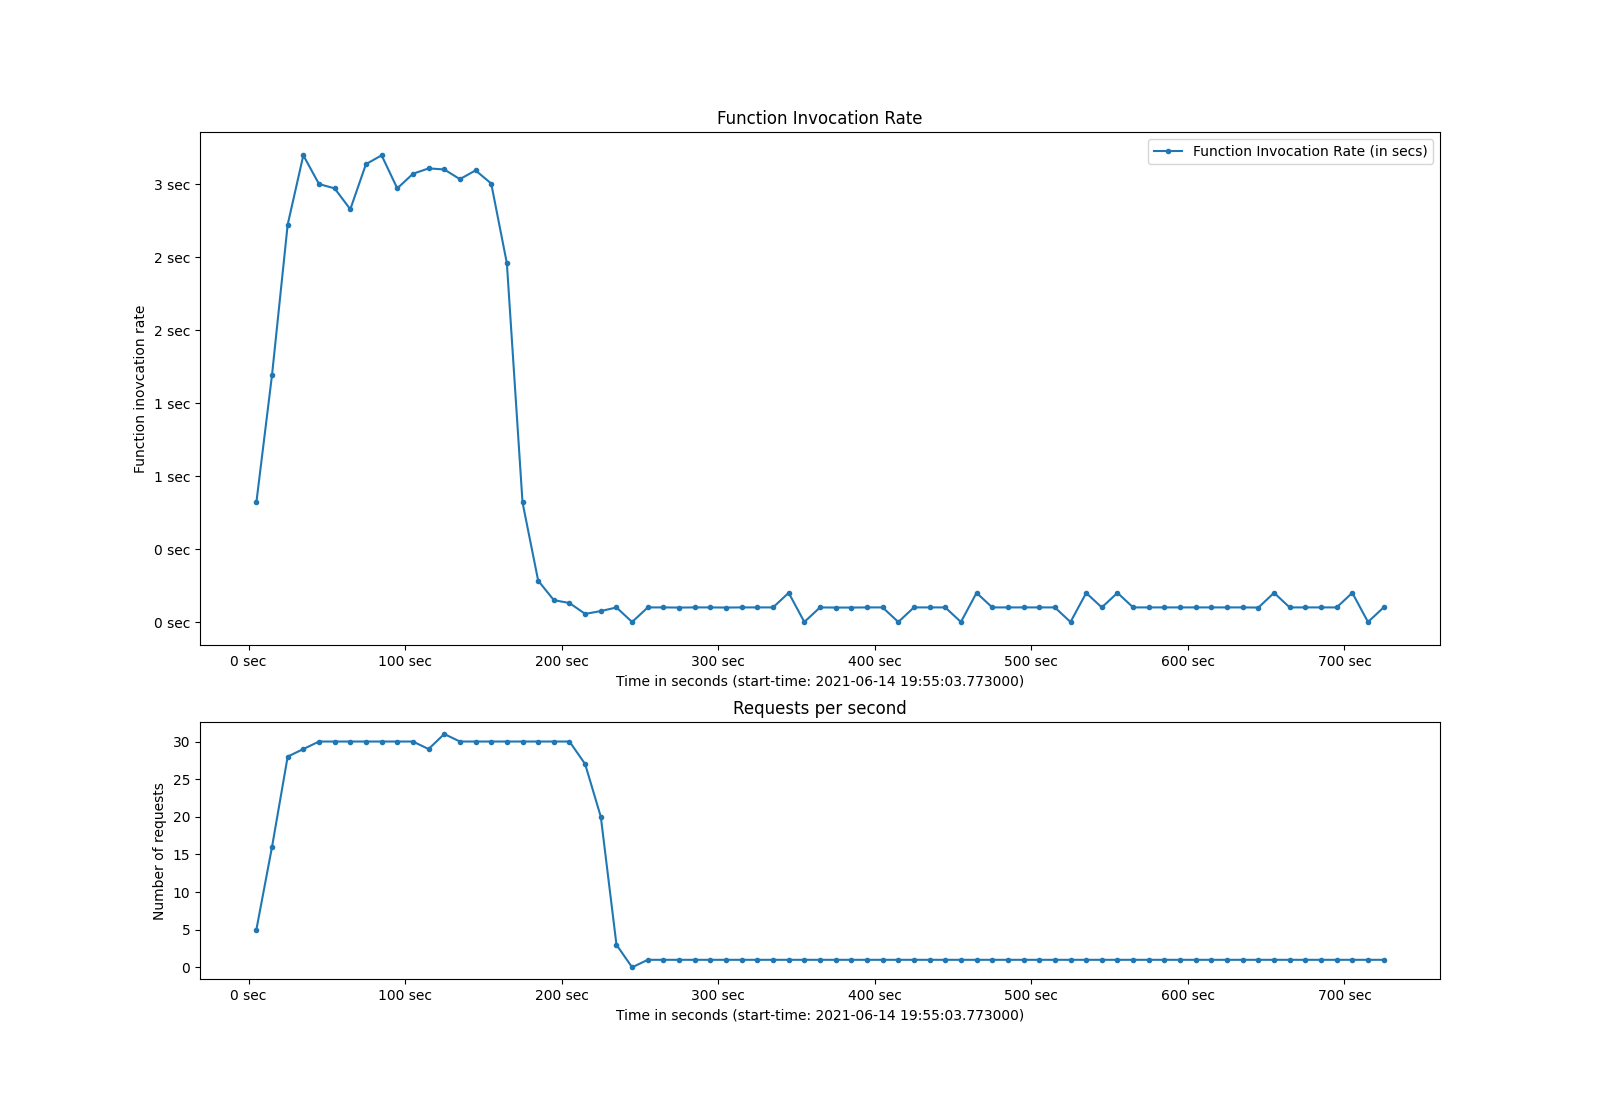 Function Invocation Rate
Function Invocation Rate (in secs)
Function inovcation rate
3 sec
2 sec
2 sec
1 sec
1 sec
0 sec
0 sec
0 sec 100 sec 200 sec 300 sec 400 sec 500 sec 600 sec 700 sec
Time in seconds (start-time: 2021-06-14 19:55:03.773000)
Requests per second
Number of requests
30
25
20
15
10
5
0
0 sec 100 sec 200 sec 300 sec 400 sec 500 sec 600 sec 700 sec
Time in seconds (start-time: 2021-06-14 19:55:03.773000)